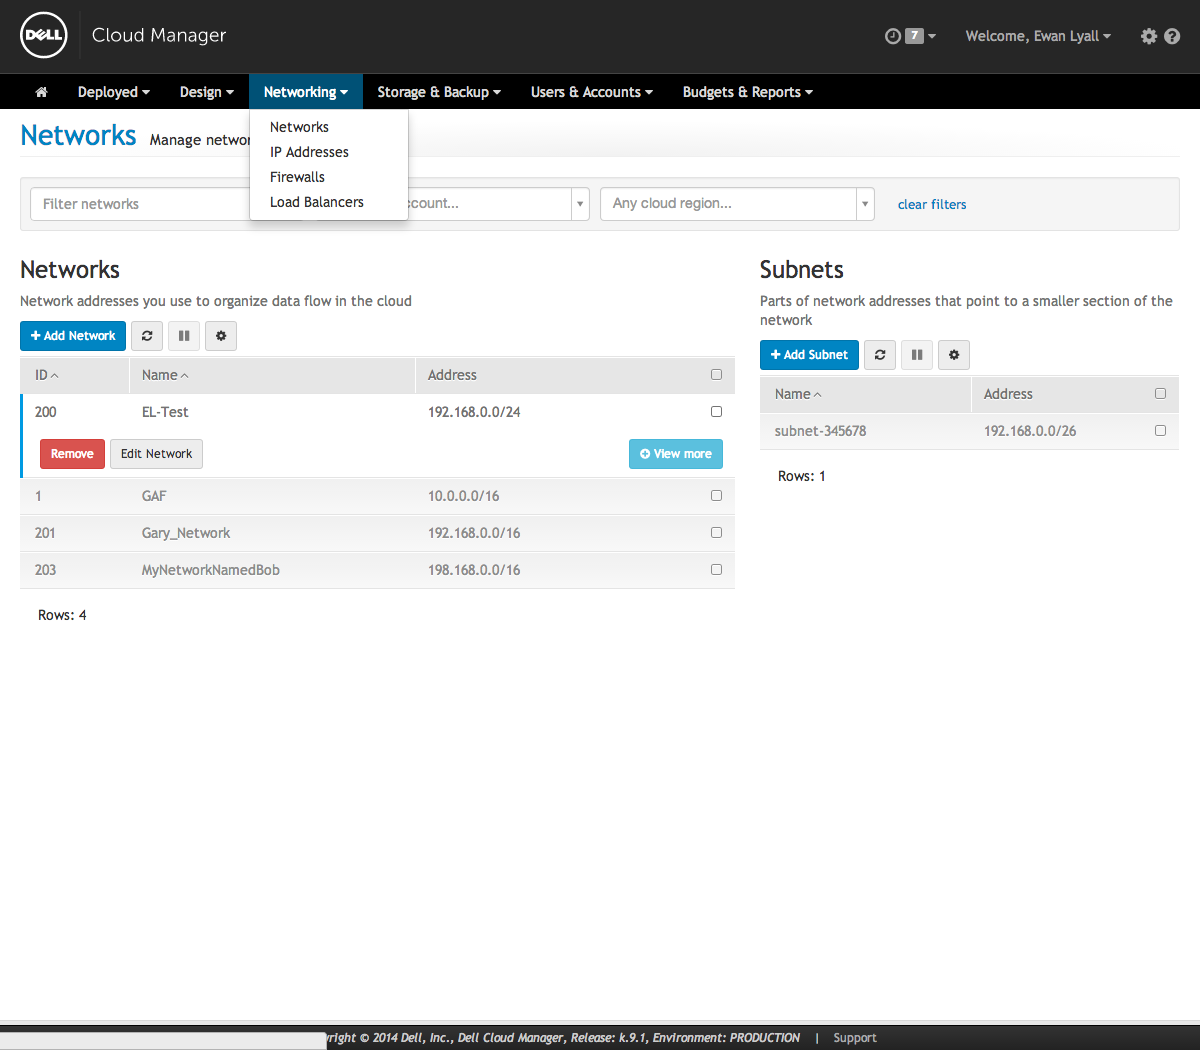 DELL Cloud Manager 7 Welcome, Ewan Lyall
Deployed Design Networking Storage & Backup Users & Accounts Budgets & Reports
Networks Manage
Networks
IP Addresses
Firewalls
Load Balancers
Filter networks Any cloud region... clear filters
Networks
Network addresses you use to organize data flow in the cloud
Add Network
ID Name Address
200 EL-Test 192.168.0.0/24
Remove Edit Network View more
1 GAF 10.0.0.0/16
201 Gary_Network 192.168.0.0/16
203 MyNetworkNamedBob 198.168.0.0/16
Rows: 4
Subnets
Parts of network addresses that point to a smaller section of the
network
Add Subnet
Name Address
subnet-345678 192.168.0.0/26
Rows: 1
© 2014 Dell, Inc., Dell Cloud Manager, Release: k.9.1, Environment: PRODUCTION | Support